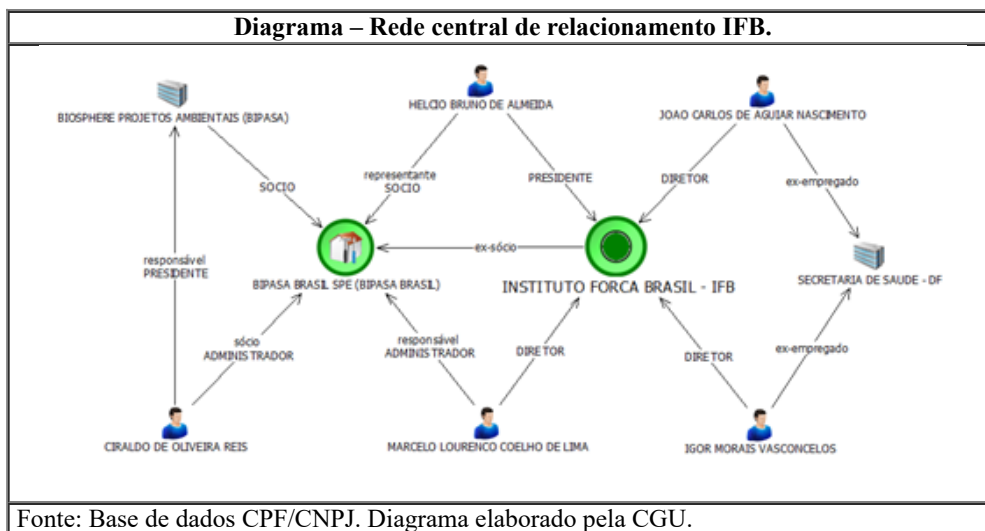 Diagrama – Rede central de relacionamento IFB.
BIOSPHERE PROJETOS AMBIENTAIS (BIPASA)
HELCIO BRUNO DE ALMEIDA
JOAO CARLOS DE AGUIAR NASCIMENTO
SOCIO
representante
SOCIO
PRESIDENTE
DIRETOR
ex-empregado
responsável
PRESIDENTE
ex-sócio
BIPASA BRASIL SPE (BIPASA BRASIL)
INSTITUTO FORCA BRASIL - IFB
SECRETARIA DE SAUDE - DF
sócio
ADMINISTRADOR
responsável
ADMINISTRADOR
DIRETOR
DIRETOR
ex-empregado
CIRALDO DE OLIVEIRA REIS
MARCELO LOURENCO COELHO DE LIMA
IGOR MORAIS VASCONCELOS
Fonte: Base de dados CPF/CNPJ. Diagrama elaborado pela CGU.